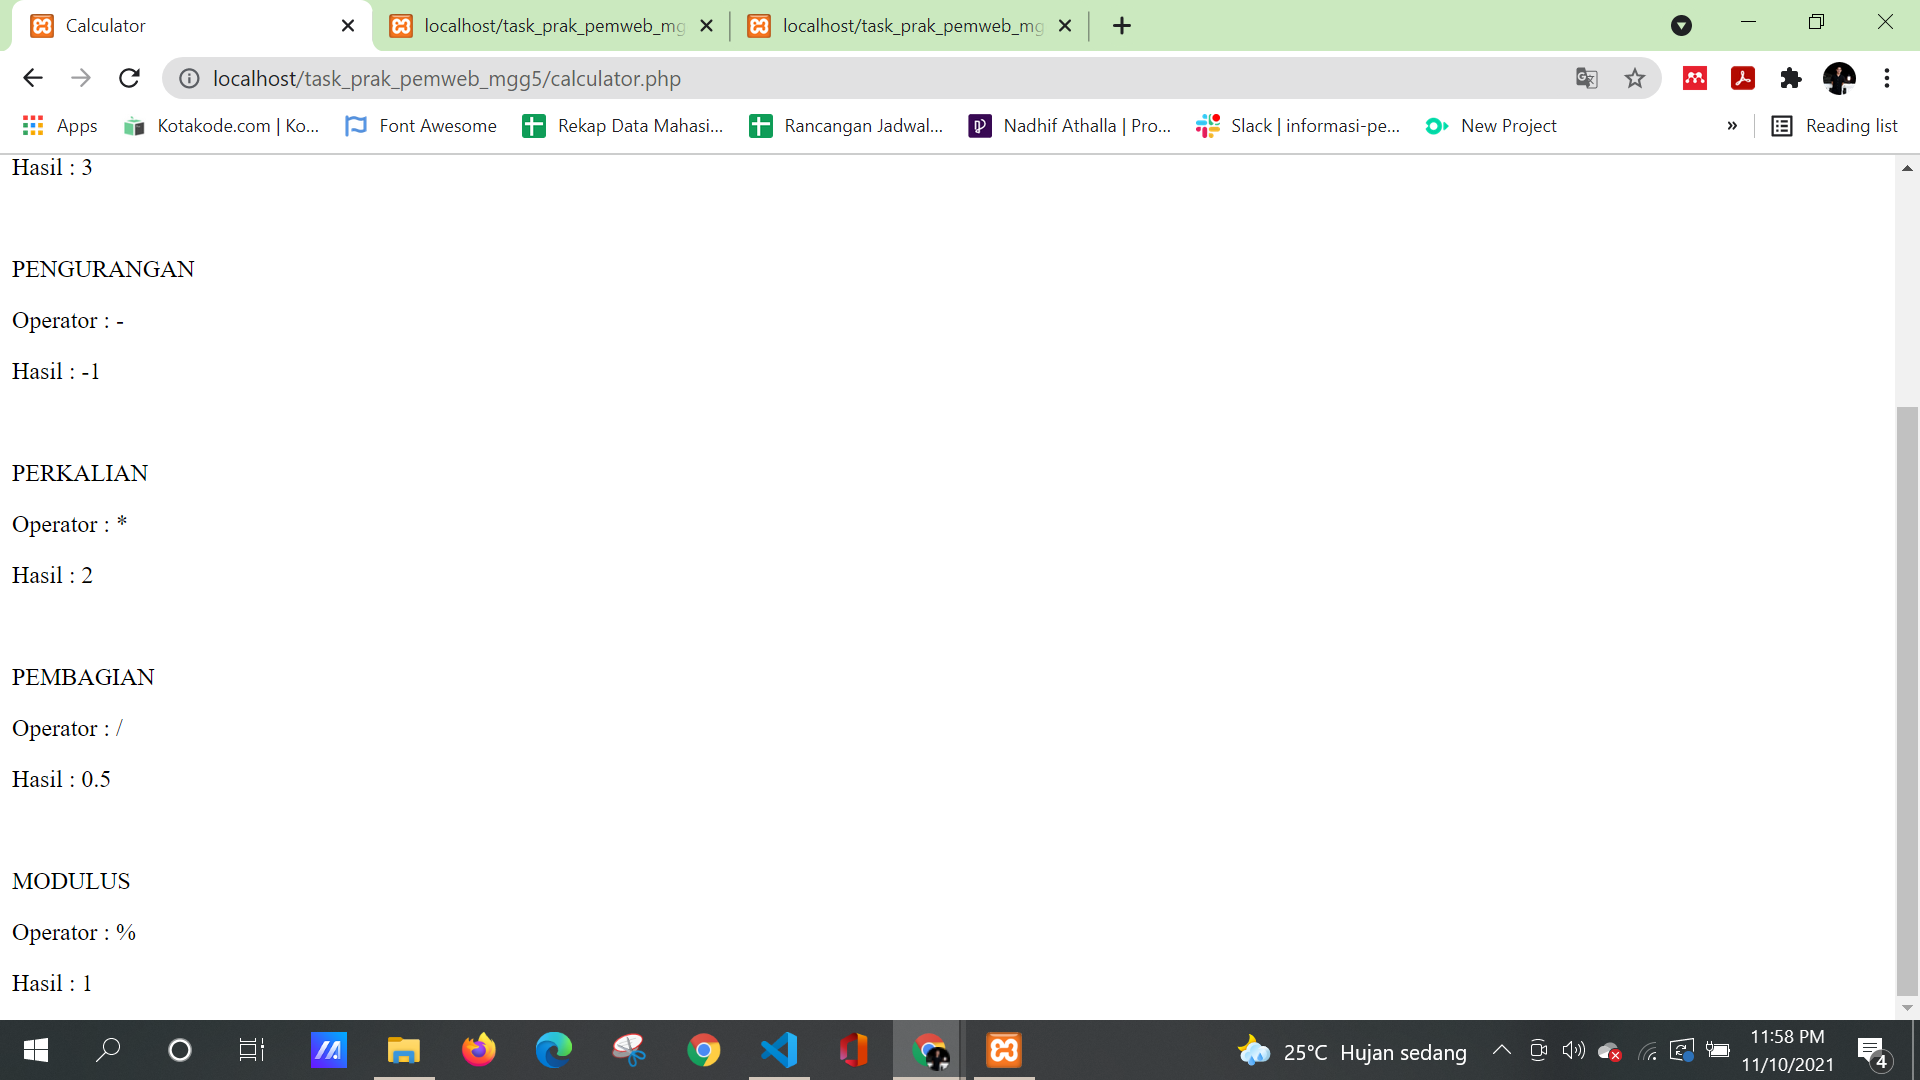 Calculator
localhost/task_prak_pemweb_mg
localhost/task_prak_pemweb_mg
localhost/task_prak_pemweb_mgg5/calculator.php
Apps
Kotakode.com | Ko...
Font Awesome
Rekap Data Mahasi...
Rancangan Jadwal...
Nadhif Athalla | Pro...
Slack | informasi-pe...
New Project
»
Reading list
Hasil : 3
PENGURANGAN
Operator : -
Hasil : -1
PERKALIAN
Operator : *
Hasil : 2
PEMBAGIAN
Operator : /
Hasil : 0.5
MODULUS
Operator : %
Hasil : 1
25°C Hujan sedang
11:58 PM
11/10/2021
4